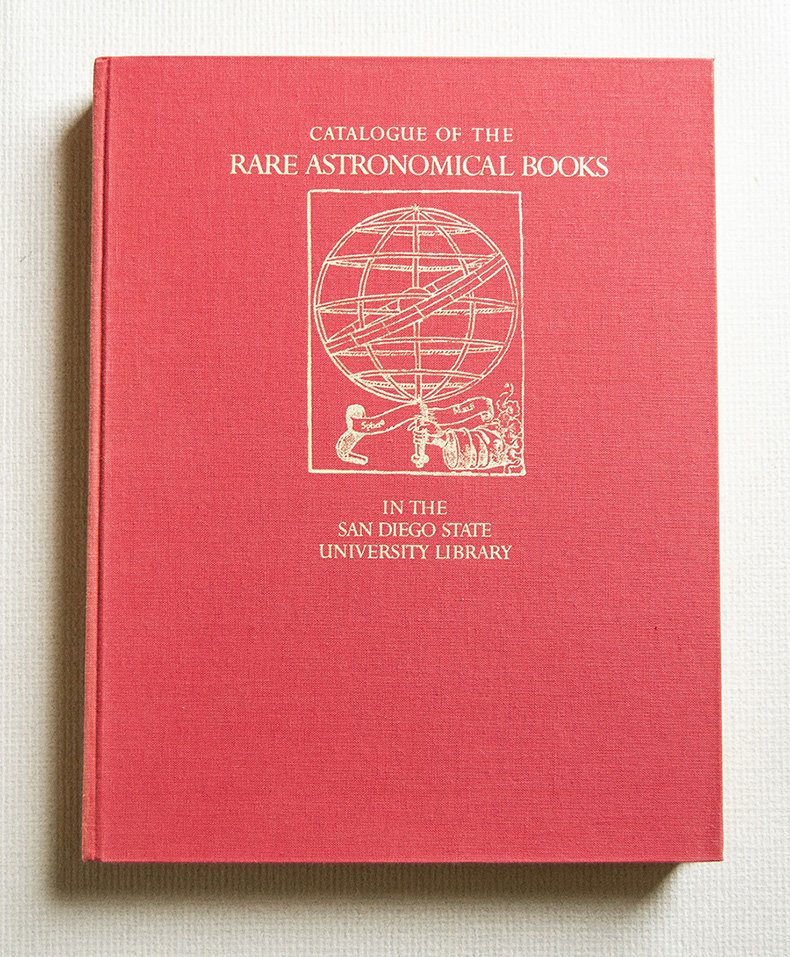 CATALOGUE OF THE
RARE ASTRONOMICAL BOOKS
IN THE
SAN DIEGO STATE
UNIVERSITY LIBRARY